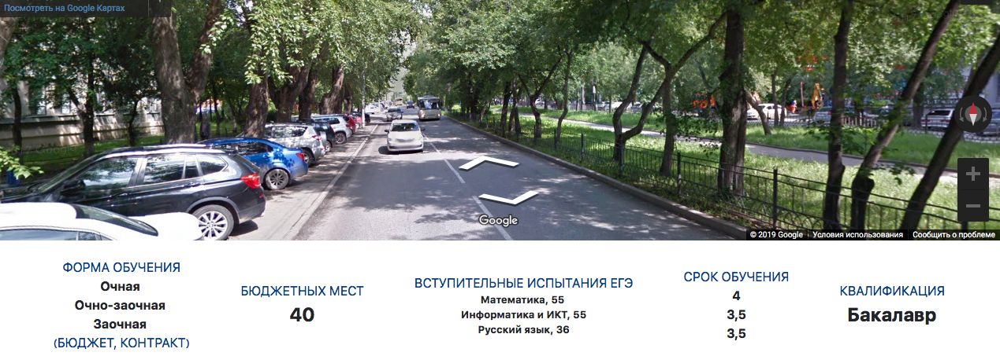 Посмотреть на Google Картах
Google
© 2019 Google
Условия использования
Сообщить о проблеме
ФОРМА ОБУЧЕНИЯ
Очная
Очно-заочная
Заочная
(БЮДЖЕТ, КОНТРАКТ)
БЮДЖЕТНЫХ МЕСТ
40
ВСТУПИТЕЛЬНЫЕ ИСПЫТАНИЯ ЕГЭ
Математика, 55
Информатика и ИКТ, 55
Русский язык, 36
СРОК ОБУЧЕНИЯ
4
3,5
3,5
КВАЛИФИКАЦИЯ
Бакалавр